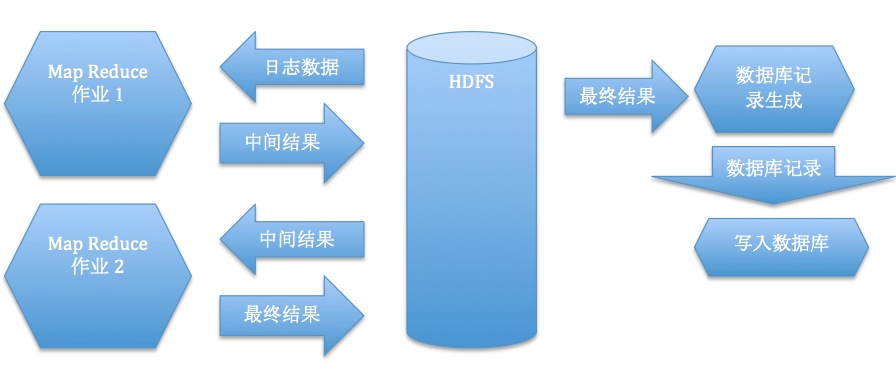 Map Reduce
作业 1
日志数据
中间结果
Map Reduce
作业 2
中间结果
最终结果
HDFS
最终结果
数据库记
录生成
数据库记录
写入数据库